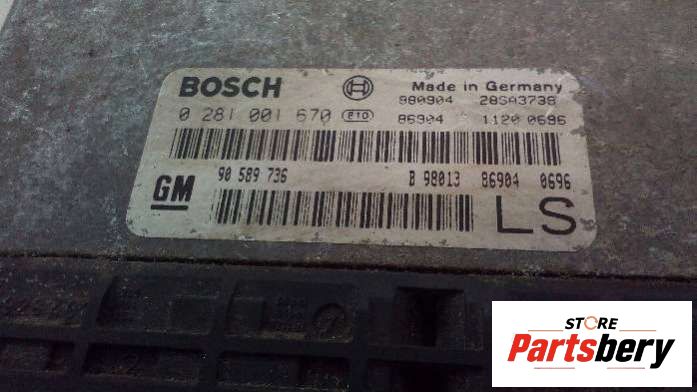 BOSCH
Made in Germany
980904 28SA3738
0 281 001 670 e10 86904 1120 0696
GM 90 589 736 B 98013 86904 0696
LS
STORE
Partsbery